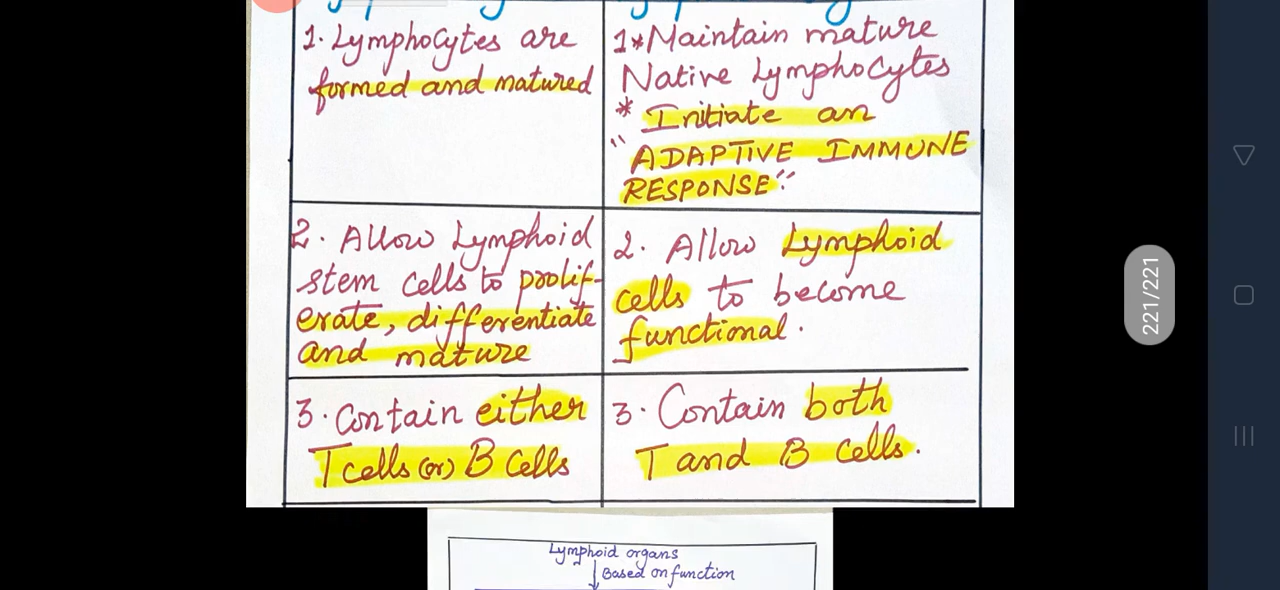 1. Lymphocytes are
formed and matured
1* Maintain mature
Native Lymphocytes
* Initiate an
"ADAPTIVE IMMUNE
RESPONSE"
2. Allow Lymphoid
stem cells to prolif-
erate, differentiate
and mature
2. Allow Lymphoid
cells to become
functional.
3. Contain either
T cells (or) B Cells
3. Contain both
T and B cells.
Lymphoid organs
Based on function
221/221